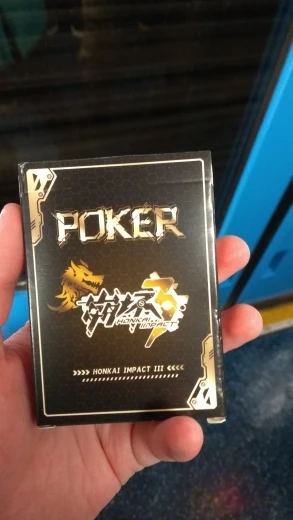 POKER
崩坏3
HONKAI
IMPACT
>>>> HONKAI IMPACT III <<<<